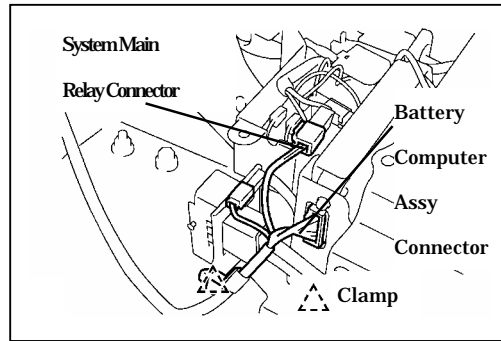 System Main
Relay Connector
Battery
Computer
Assy
Connector
Clamp